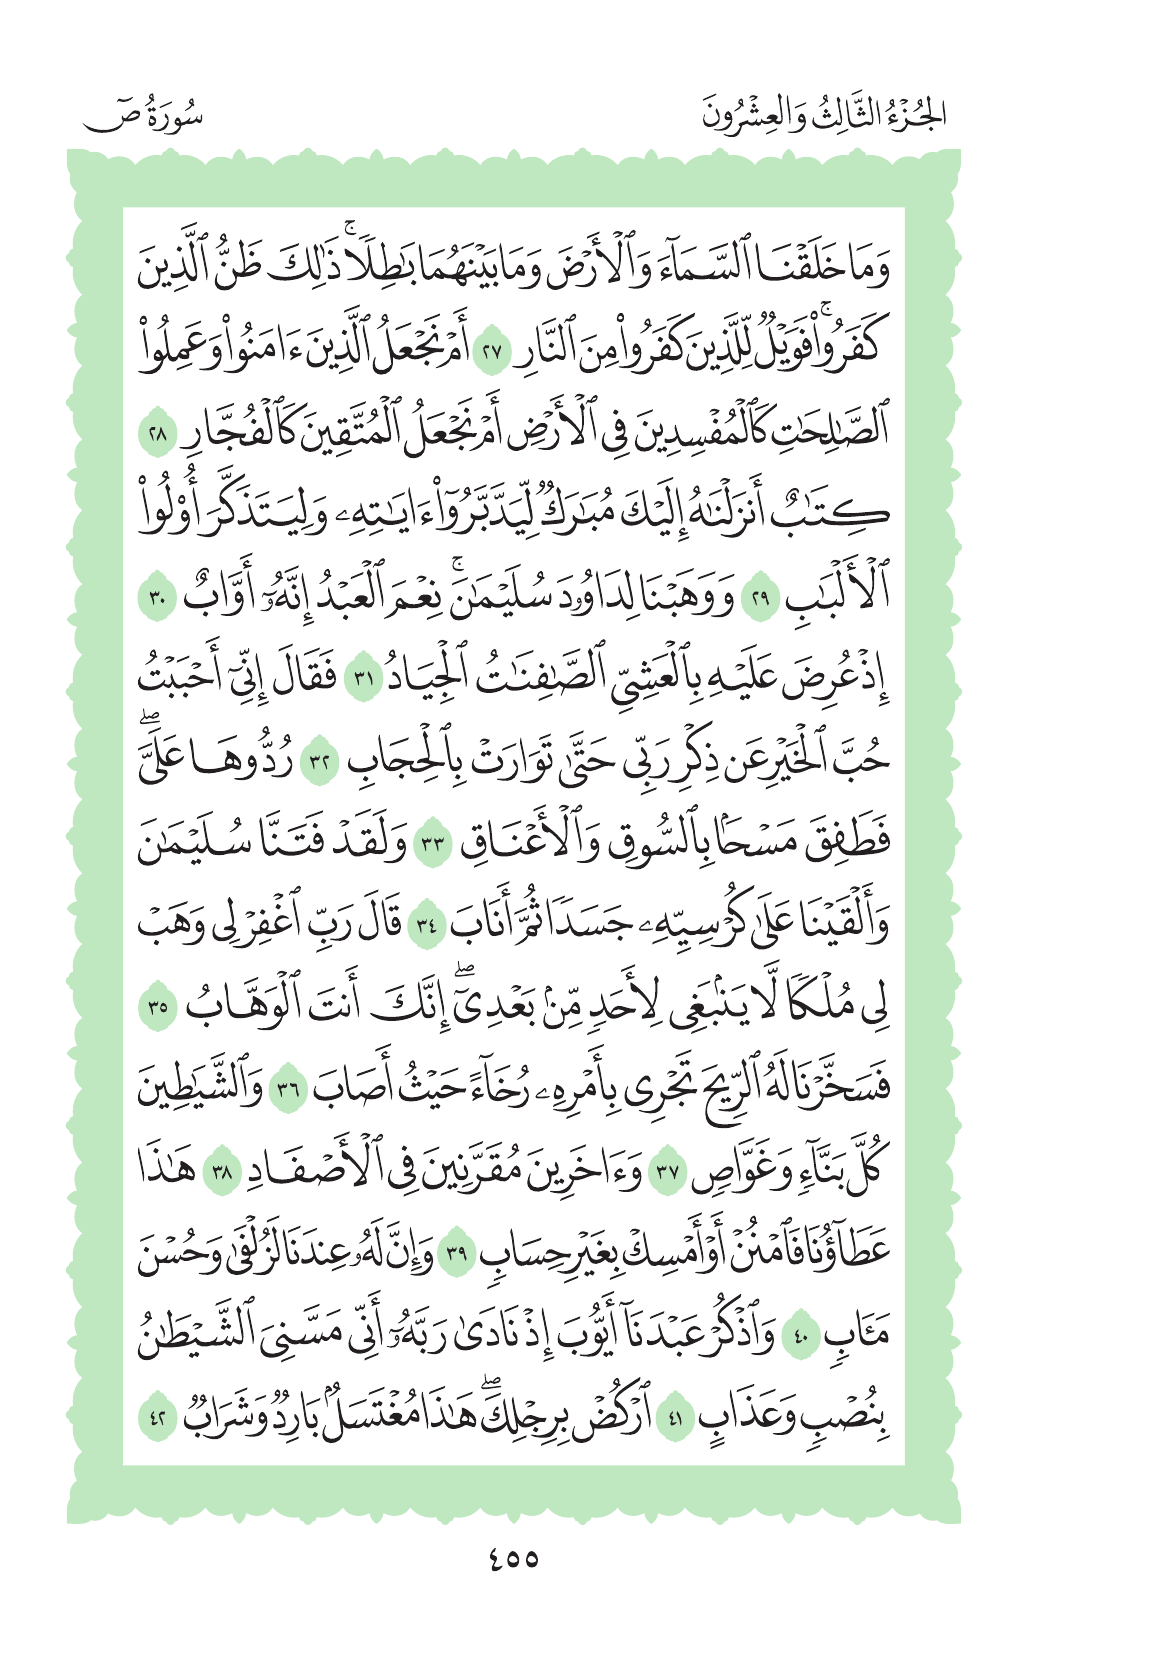 الجُزْءُ الثَّالِثُ وَالعِشْرُونَ
سُورَةُ صٓ
وَمَا خَلَقْنَا ٱلسَّمَآءَ وَٱلْأَرْضَ وَمَا بَيْنَهُمَا بَٰطِلًاۚ ذَٰلِكَ ظَنُّ ٱلَّذِينَ
كَفَرُواْۚ فَوَيْلٌ لِّلَّذِينَ كَفَرُواْ مِنَ ٱلنَّارِ ٢٧ أَمْ نَجْعَلُ ٱلَّذِينَ ءَامَنُواْ وَعَمِلُواْ
ٱلصَّٰلِحَٰتِ كَٱلْمُفْسِدِينَ فِى ٱلْأَرْضِ أَمْ نَجْعَلُ ٱلْمُتَّقِينَ كَٱلْفُجَّارِ ٢٨
كِتَٰبٌ أَنزَلْنَٰهُ إِلَيْكَ مُبَٰرَكٌ لِّيَدَّبَّرُوٓاْ ءَايَٰتِهِۦ وَلِيَتَذَكَّرَ أُوْلُواْ
ٱلْأَلْبَٰبِ ٢٩ وَوَهَبْنَا لِدَاوُۥدَ سُلَيْمَٰنَۚ نِعْمَ ٱلْعَبْدُ إِنَّهُۥٓ أَوَّابٌ ٣٠
إِذْ عُرِضَ عَلَيْهِ بِٱلْعَشِىِّ ٱلصَّٰفِنَٰتُ ٱلْجِيَادُ ٣١ فَقَالَ إِنِّىٓ أَحْبَبْتُ
حُبَّ ٱلْخَيْرِ عَن ذِكْرِ رَبِّى حَتَّىٰ تَوَارَتْ بِٱلْحِجَابِ ٣٢ رُدُّوهَا عَلَىَّۖ
فَطَفِقَ مَسْحَۢا بِٱلسُّوقِ وَٱلْأَعْنَاقِ ٣٣ وَلَقَدْ فَتَنَّا سُلَيْمَٰنَ
وَأَلْقَيْنَا عَلَىٰ كُرْسِيِّهِۦ جَسَدًا ثُمَّ أَنَابَ ٣٤ قَالَ رَبِّ ٱغْفِرْ لِى وَهَبْ
لِى مُلْكًا لَّا يَنۢبَغِى لِأَحَدٍ مِّنۢ بَعْدِىٓۖ إِنَّكَ أَنتَ ٱلْوَهَّابُ ٣٥
فَسَخَّرْنَا لَهُ ٱلرِّيحَ تَجْرِى بِأَمْرِهِۦ رُخَآءً حَيْثُ أَصَابَ ٣٦ وَٱلشَّيَٰطِينَ
كُلَّ بَنَّآءٍ وَغَوَّاصٍ ٣٧ وَءَاخَرِينَ مُقَرَّنِينَ فِى ٱلْأَصْفَادِ ٣٨ هَٰذَا
عَطَآؤُنَا فَٱمْنُنْ أَوْ أَمْسِكْ بِغَيْرِ حِسَابٍ ٣٩ وَإِنَّ لَهُۥ عِندَنَا لَزُلْفَىٰ وَحُسْنَ
مَـَٔابٍ ٤٠ وَٱذْكُرْ عَبْدَنَآ أَيُّوبَ إِذْ نَادَىٰ رَبَّهُۥٓ أَنِّى مَسَّنِىَ ٱلشَّيْطَٰنُ
بِنُصْبٍ وَعَذَابٍ ٤١ ٱرْكُضْ بِرِجْلِكَۖ هَٰذَا مُغْتَسَلٌۢ بَارِدٌ وَشَرَابٌ ٤٢
٤٥٥